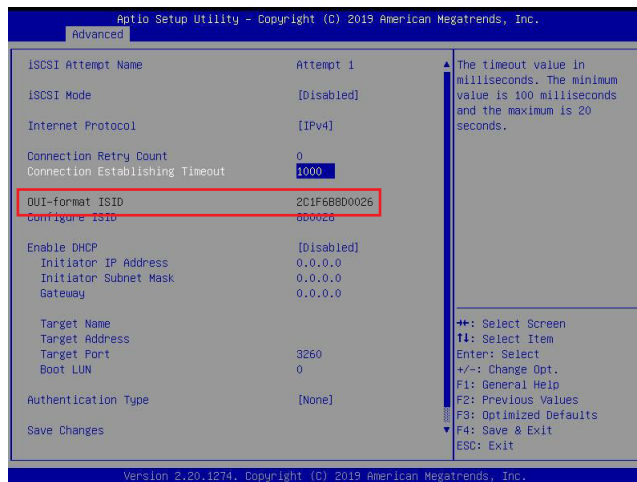 Aptio Setup Utility – Copyright (C) 2019 American Megatrends, Inc.
Advanced
iSCSI Attempt Name Attempt 1
iSCSI Mode [Disabled]
Internet Protocol [IPv4]
Connection Retry Count 0
Connection Establishing Timeout 1000
OUI-format ISID 2C1F6B8D0026
Configure ISID 8D0026
Enable DHCP [Disabled]
Initiator IP Address 0.0.0.0
Initiator Subnet Mask 0.0.0.0
Gateway 0.0.0.0
Target Name
Target Address
Target Port 3260
Boot LUN 0
Authentication Type [None]
Save Changes
The timeout value in
milliseconds. The minimum
value is 100 milliseconds
and the maximum is 20
seconds.
→←: Select Screen
↑↓: Select Item
Enter: Select
+/-: Change Opt.
F1: General Help
F2: Previous Values
F3: Optimized Defaults
F4: Save & Exit
ESC: Exit
Version 2.20.1274. Copyright (C) 2019 American Megatrends, Inc.